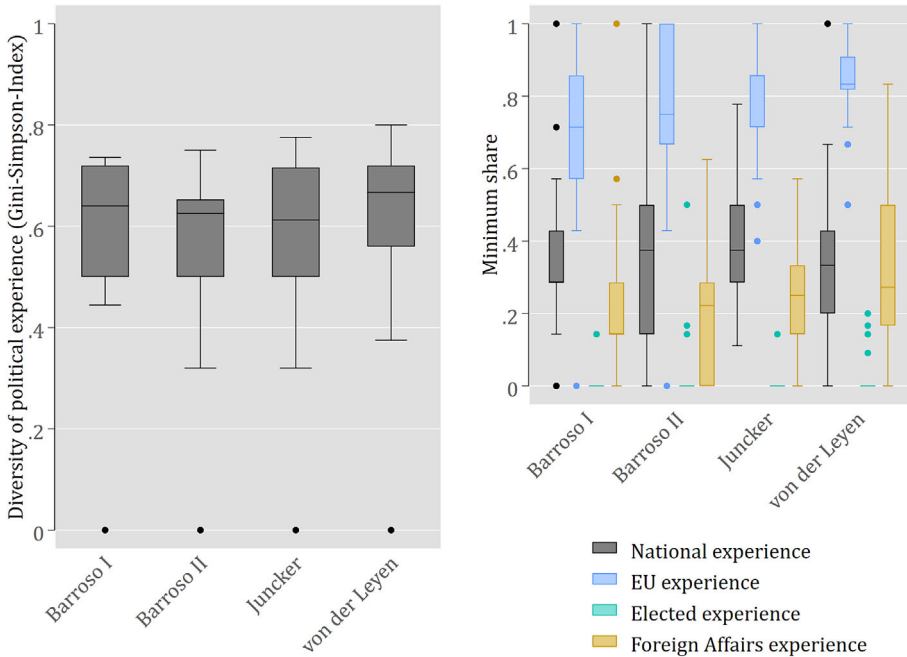 Diversity of political experience (Gini-Simpson-Index)
1
.8
.6
.4
.2
0
Barroso I
Barroso II
Juncker
von der Leyen
Minimum share
1
.8
.6
.4
.2
0
Barroso I
Barroso II
Juncker
von der Leyen
National experience
EU experience
Elected experience
Foreign Affairs experience